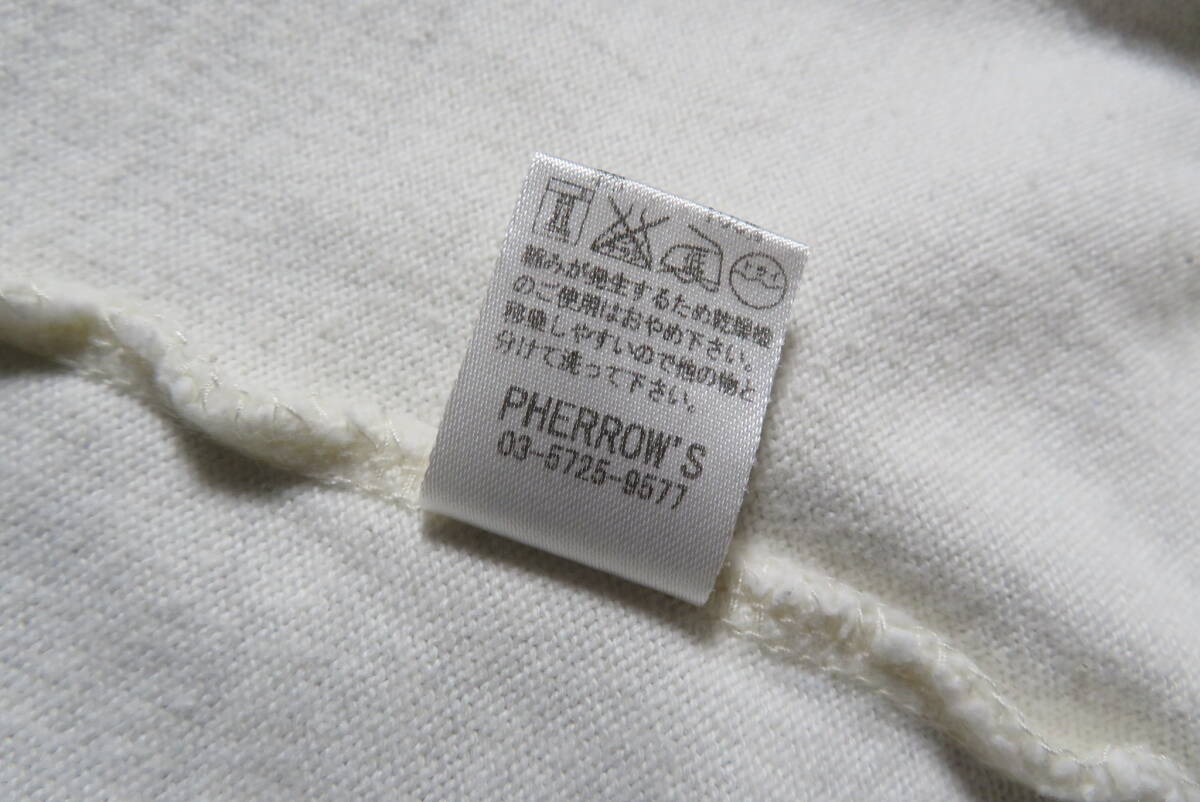 縮みが発生するため乾燥機
のご使用はおやめ下さい。
摩擦しやすいので他の物と
分けて洗って下さい。
PHERROW'S
03-5725-9577